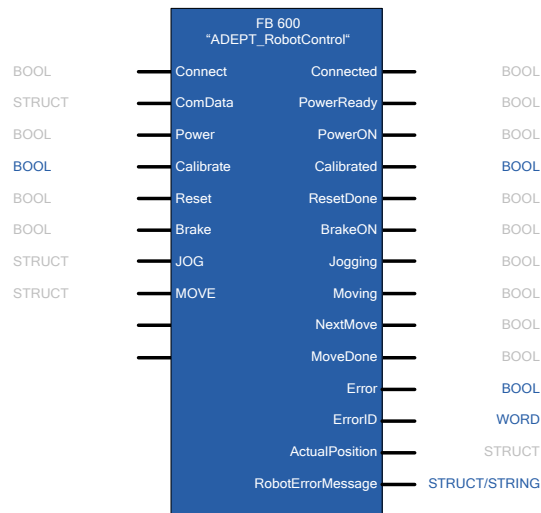 FB 600
“ADEPT_RobotControl“
BOOL Connect Connected BOOL
STRUCT ComData PowerReady BOOL
BOOL Power PowerON BOOL
BOOL Calibrate Calibrated BOOL
BOOL Reset ResetDone BOOL
BOOL Brake BrakeON BOOL
STRUCT JOG Jogging BOOL
STRUCT MOVE Moving BOOL
NextMove BOOL
MoveDone BOOL
Error BOOL
ErrorID WORD
ActualPosition STRUCT
RobotErrorMessage STRUCT/STRING